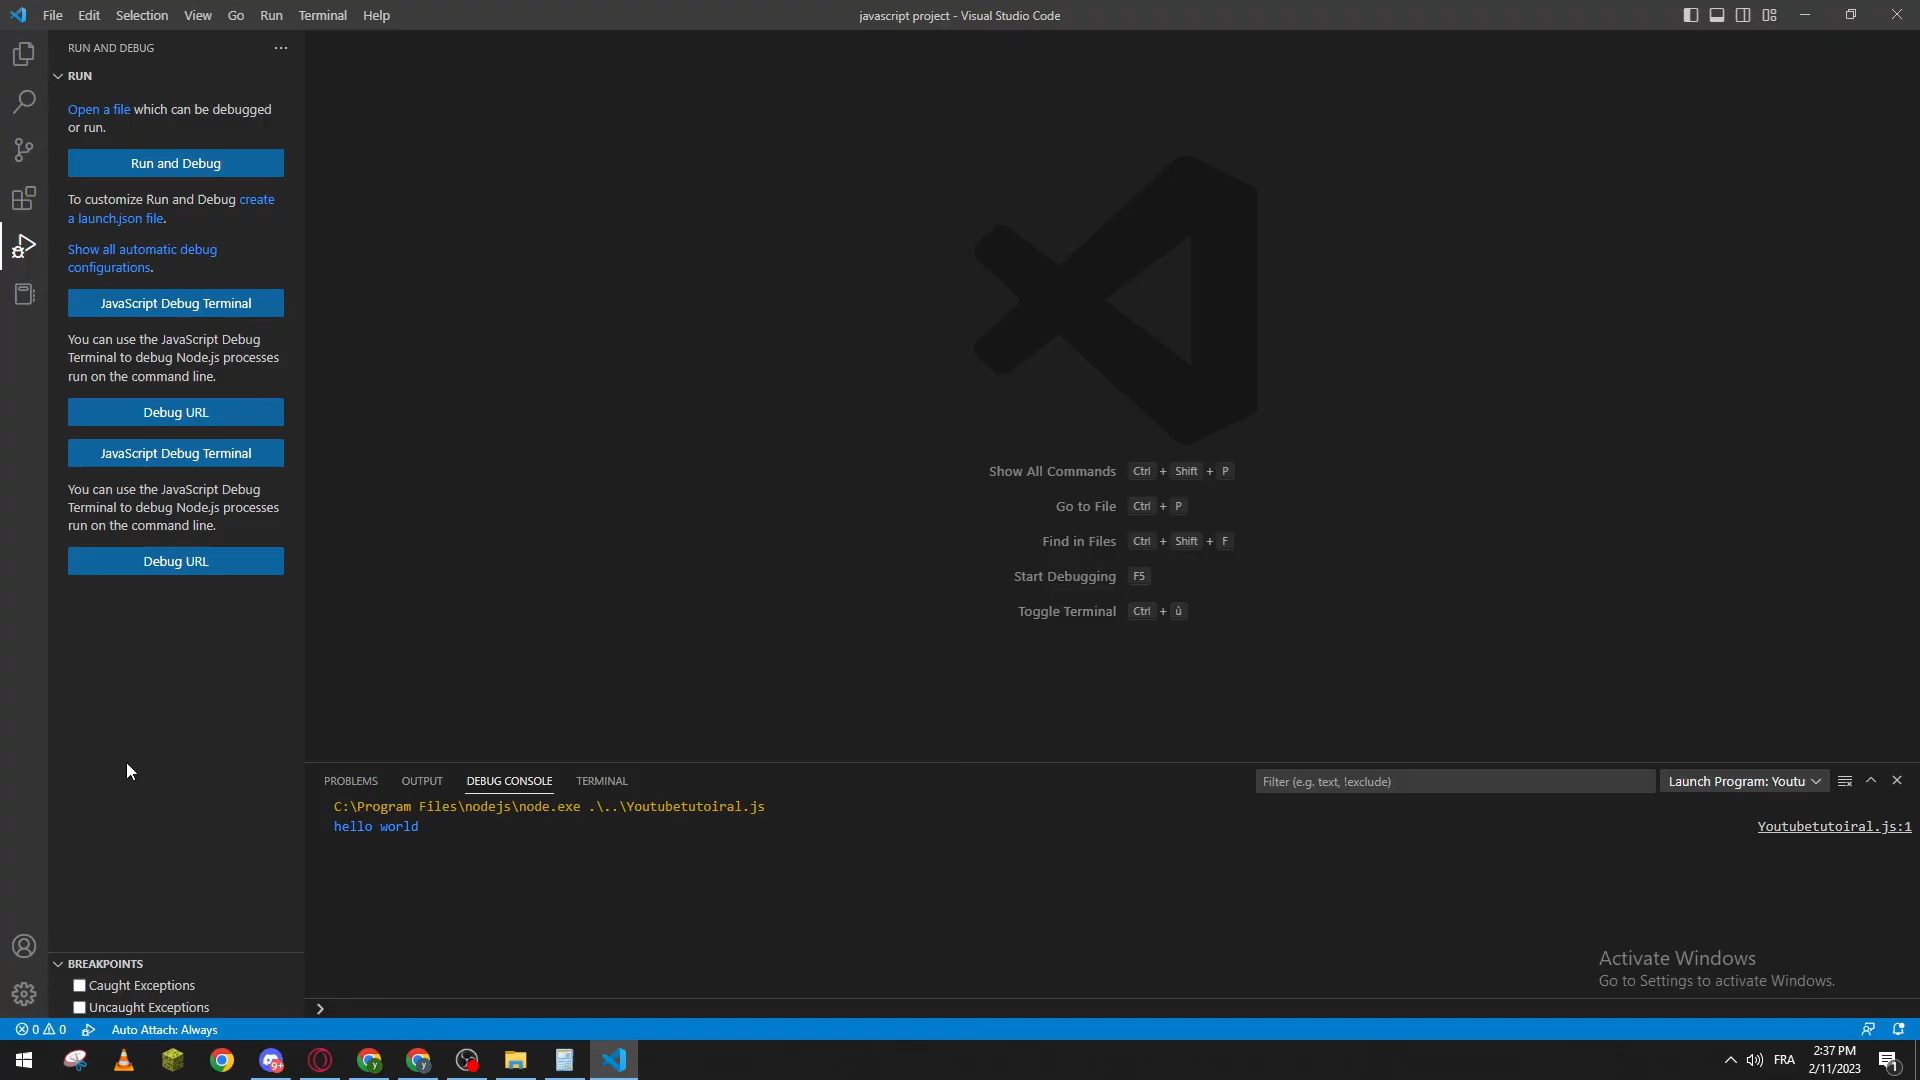 File Edit Selection View Go Run Terminal Help
javascript project - Visual Studio Code
RUN AND DEBUG
RUN
Open a file which can be debugged
or run.
Run and Debug
To customize Run and Debug create
a launch.json file.
Show all automatic debug
configurations.
JavaScript Debug Terminal
You can use the JavaScript Debug
Terminal to debug Node.js processes
run on the command line.
Debug URL
JavaScript Debug Terminal
You can use the JavaScript Debug
Terminal to debug Node.js processes
run on the command line.
Debug URL
BREAKPOINTS
Caught Exceptions
Uncaught Exceptions
Show All Commands Ctrl + Shift + P
Go to File Ctrl + P
Find in Files Ctrl + Shift + F
Start Debugging F5
Toggle Terminal Ctrl + ù
PROBLEMS OUTPUT DEBUG CONSOLE TERMINAL
Filter (e.g. text, !exclude)
Launch Program: Youtu
C:\Program Files\nodejs\node.exe .\..\Youtubetutoiral.js
hello world
Youtubetutoiral.js:1
Activate Windows
Go to Settings to activate Windows.
0 0 Auto Attach: Always
9+
FRA
2:37 PM
2/11/2023
1